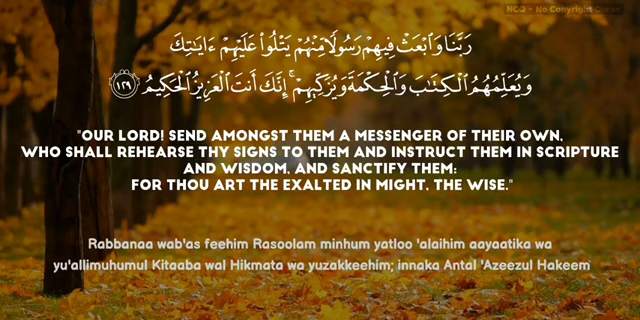 NCQ - No Copyright Quran
رَبَّنَا وَٱبْعَثْ فِيهِمْ رَسُولًا مِّنْهُمْ يَتْلُوا۟ عَلَيْهِمْ ءَايَـٰتِكَ
وَيُعَلِّمُهُمُ ٱلْكِتَـٰبَ وَٱلْحِكْمَةَ وَيُزَكِّيهِمْ ۚ إِنَّكَ أَنتَ ٱلْعَزِيزُ ٱلْحَكِيمُ ١٢٩
"OUR LORD! SEND AMONGST THEM A MESSENGER OF THEIR OWN,
WHO SHALL REHEARSE THY SIGNS TO THEM AND INSTRUCT THEM IN SCRIPTURE
AND WISDOM, AND SANCTIFY THEM:
FOR THOU ART THE EXALTED IN MIGHT, THE WISE."
Rabbanaa wab'as feehim Rasoolam minhum yatloo 'alaihim aayaatika wa
yu'allimuhumul Kitaaba wal Hikmata wa yuzakkeehim; innaka Antal 'Azeezul Hakeem